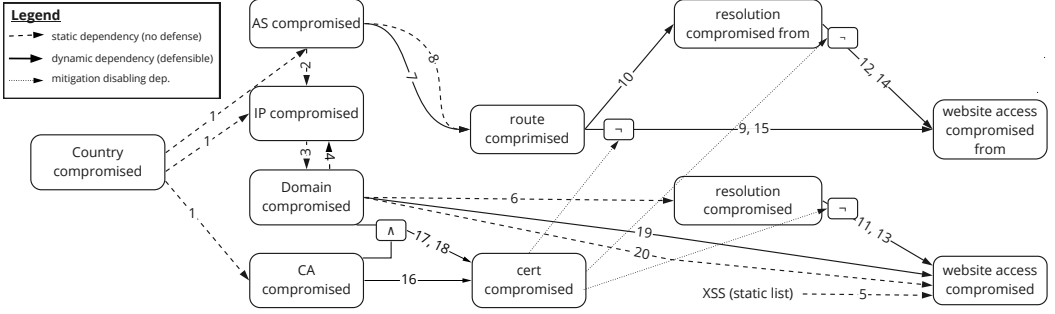 Legend
static dependency (no defense)
dynamic dependency (defensible)
mitigation disabling dep.
AS compromised
resolution
compromised from
¬
8
7
2
10
12, 14
1
IP compromised
1
route
comprimised
¬
9, 15
website access
compromised
from
Country
compromised
3
4
Domain
compromised
6
resolution
compromised
¬
11, 13
1
19
20
∧
17, 18
CA
compromised
16
cert
compromised
website access
compromised
XSS (static list)
5